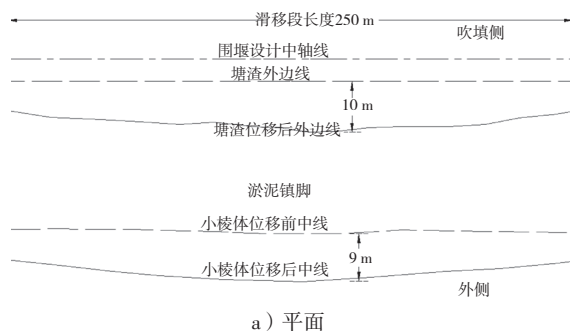 滑移段长度250 m
吹填侧
围堰设计中轴线
塘渣外边线
10 m
塘渣位移后外边线
淤泥镇脚
小棱体位移前中线
9 m
小棱体位移后中线
外侧
a）平面